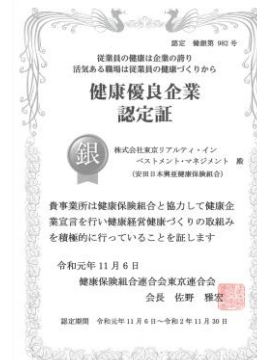 認定 健銀第 982 号
従業員の健康は企業の誇り
活気ある職場は従業員の健康づくりから
健康優良企業
認定証
銀
株式会社東京リアルティ・イン
ベストメント・マネジメント 殿
(安田日本興亜健康保険組合)
貴事業所は健康保険組合と協力して健康企
業宣言を行い健康経営健康づくりの取組み
を積極的に行っていることを証します
令和元年11月6日
健康保険組合連合会東京連合会
会長 佐野 雅宏
認定期間 令和元年11月6日~令和2年11月30日